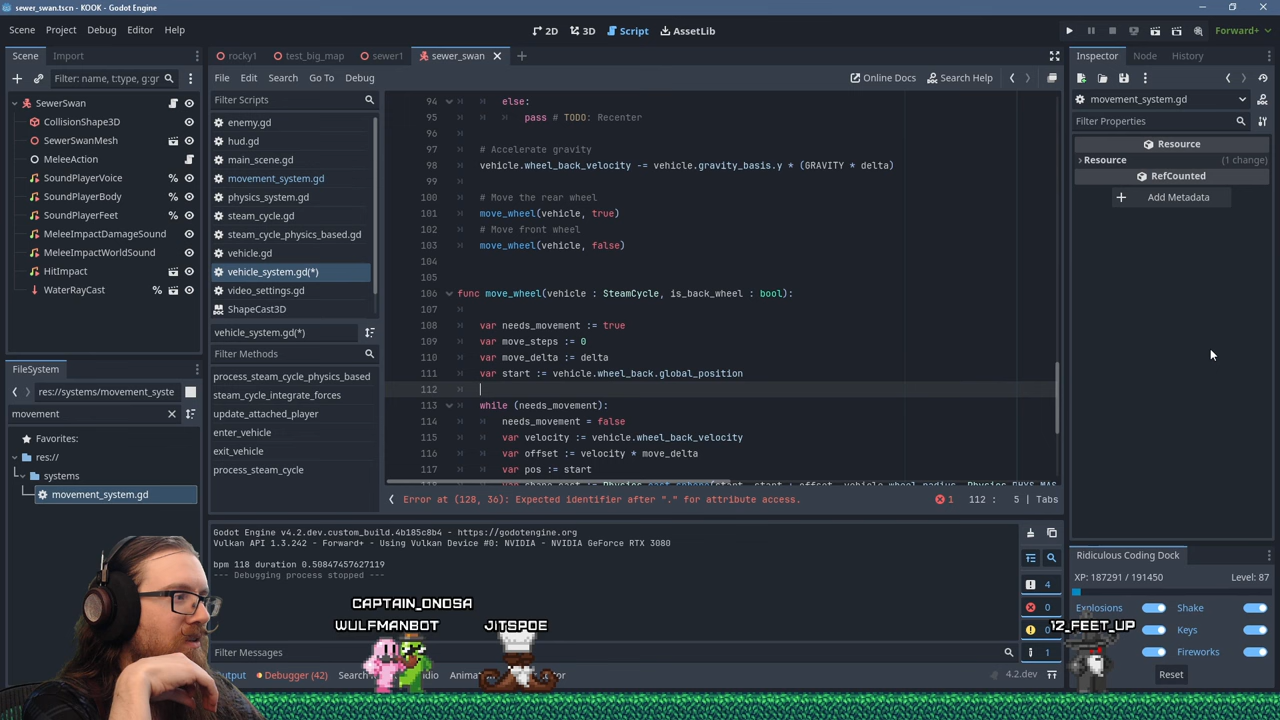 sewer_swan.tscn - KOOK - Godot Engine
Scene Project Debug Editor Help
2D 3D Script AssetLib
Forward+
Scene Import
Filter: name, t:type, g:gr
SewerSwan
CollisionShape3D
SewerSwanMesh
MeleeAction
SoundPlayerVoice
SoundPlayerBody
SoundPlayerFeet
MeleeImpactDamageSound
MeleeImpactWorldSound
HitImpact
WaterRayCast
FileSystem
res://systems/movement_syste
movement
Favorites:
res://
systems
movement_system.gd
rocky1 test_big_map sewer1 sewer_swan
File Edit Search Go To Debug
Online Docs Search Help
Filter Scripts
enemy.gd
hud.gd
main_scene.gd
movement_system.gd
physics_system.gd
steam_cycle.gd
steam_cycle_physics_based.gd
vehicle.gd
vehicle_system.gd(*)
video_settings.gd
ShapeCast3D
vehicle_system.gd(*)
Filter Methods
process_steam_cycle_physics_based
steam_cycle_integrate_forces
update_attached_player
enter_vehicle
exit_vehicle
process_steam_cycle
94 else:
95 pass # TODO: Recenter
96
97 # Accelerate gravity
98 vehicle.wheel_back_velocity -= vehicle.gravity_basis.y * (GRAVITY * delta)
99
100 # Move the rear wheel
101 move_wheel(vehicle, true)
102 # Move front wheel
103 move_wheel(vehicle, false)
104
105
106 func move_wheel(vehicle : SteamCycle, is_back_wheel : bool):
107
108 var needs_movement := true
109 var move_steps := 0
110 var move_delta := delta
111 var start := vehicle.wheel_back.global_position
112
113 while (needs_movement):
114 needs_movement = false
115 var velocity := vehicle.wheel_back_velocity
116 var offset := velocity * move_delta
117 var pos := start
Error at (128, 36): Expected identifier after "." for attribute access.
1 112 : 5 | Tabs
Godot Engine v4.2.dev.custom_build.4b185c8b4 - https://godotengine.org
Vulkan API 1.3.242 - Forward+ - Using Vulkan Device #0: NVIDIA - NVIDIA GeForce RTX 3080
bpm 118 duration 0.50847457627119
--- Debugging process stopped ---
4
0
0
1
Filter Messages
Debugger (42)
4.2.dev
Inspector Node History
movement_system.gd
Filter Properties
Resource
Resource (1 change)
RefCounted
Add Metadata
Ridiculous Coding Dock
XP: 187291 / 191450 Level: 87
Explosions Shake
Keys
Fireworks
Reset
CAPTAIN_ONOSA
WULFMANBOT
JITSPOE
12_FEET_UP